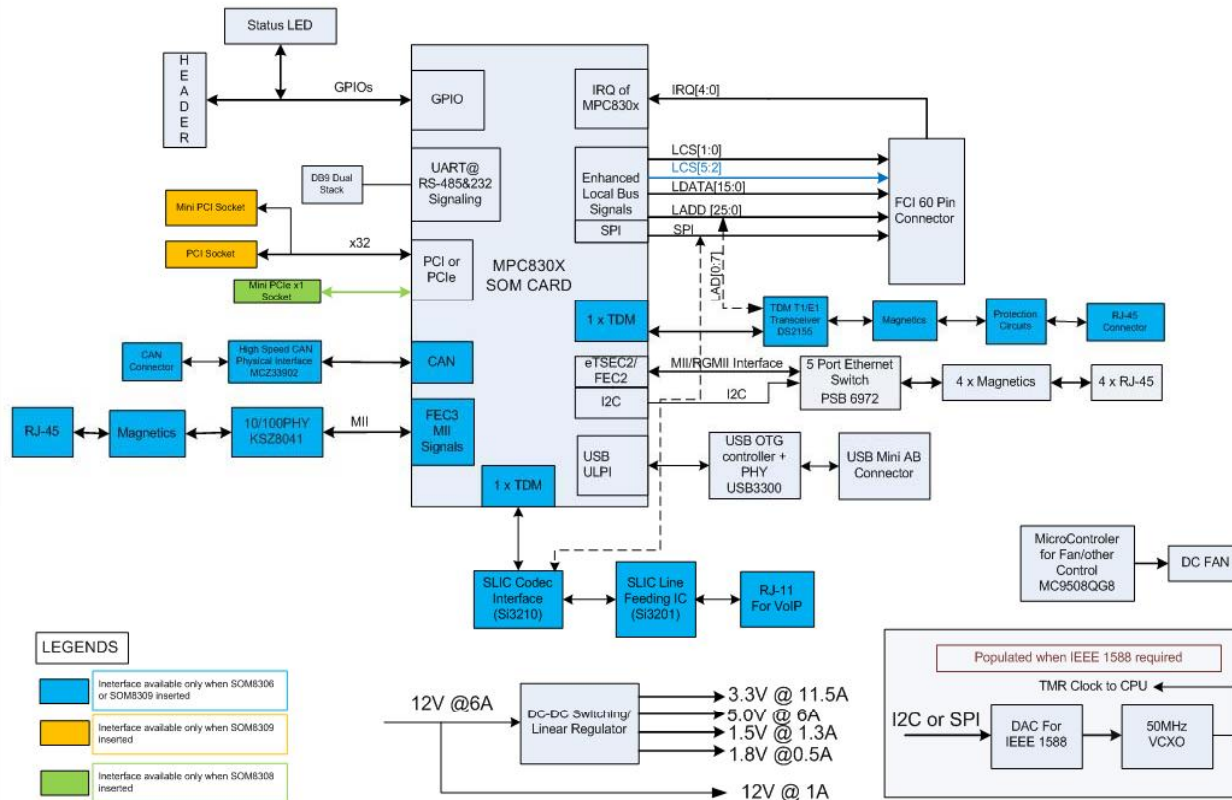 Status LED
H
E
A
D
E
R
GPIOs
GPIO
IRQ of
MPC830x
IRQ[4:0]
DB9 Dual
Stack
UART@
RS-485&232
Signaling
Enhanced
Local Bus
Signals
SPI
LCS[1:0]
LCS[5:2]
LDATA[15:0]
LADD [25:0]
SPI
FCI 60 Pin
Connector
Mini PCI Socket
PCI Socket
x32
Mini PCIe x1
Socket
PCI or
PCIe
MPC830X
SOM CARD
LAD[0:7]
1 x TDM
TDM T1/E1
Transceiver
DS2155
Magnetics
Protection
Circuits
RJ-45
Connector
CAN
Connector
High Speed CAN
Physical Interface
MCZ33902
CAN
eTSEC2/
FEC2
MII/RGMII Interface
I2C
I2C
5 Port Ethernet
Switch
PSB 6972
4 x Magnetics
4 x RJ-45
RJ-45
Magnetics
10/100PHY
KSZ8041
MII
FEC3
MII
Signals
USB
ULPI
USB OTG
controller +
PHY
USB3300
USB Mini AB
Connector
1 x TDM
SLIC Codec
Interface
(Si3210)
SLIC Line
Feeding IC
(Si3201)
RJ-11
For VoIP
MicroControler
for Fan/other
Control
MC9508QG8
DC FAN
LEGENDS
Ineterface available only when SOM8306
or SOM8309 inserted
Ineterface available only when SOM8309
inserted
Ineterface available only when SOM8308
inserted
12V @6A
DC-DC Switching/
Linear Regulator
3.3V @ 11.5A
5.0V @ 6A
1.5V @ 1.3A
1.8V @0.5A
12V @ 1A
Populated when IEEE 1588 required
TMR Clock to CPU
I2C or SPI
DAC For
IEEE 1588
50MHz
VCXO